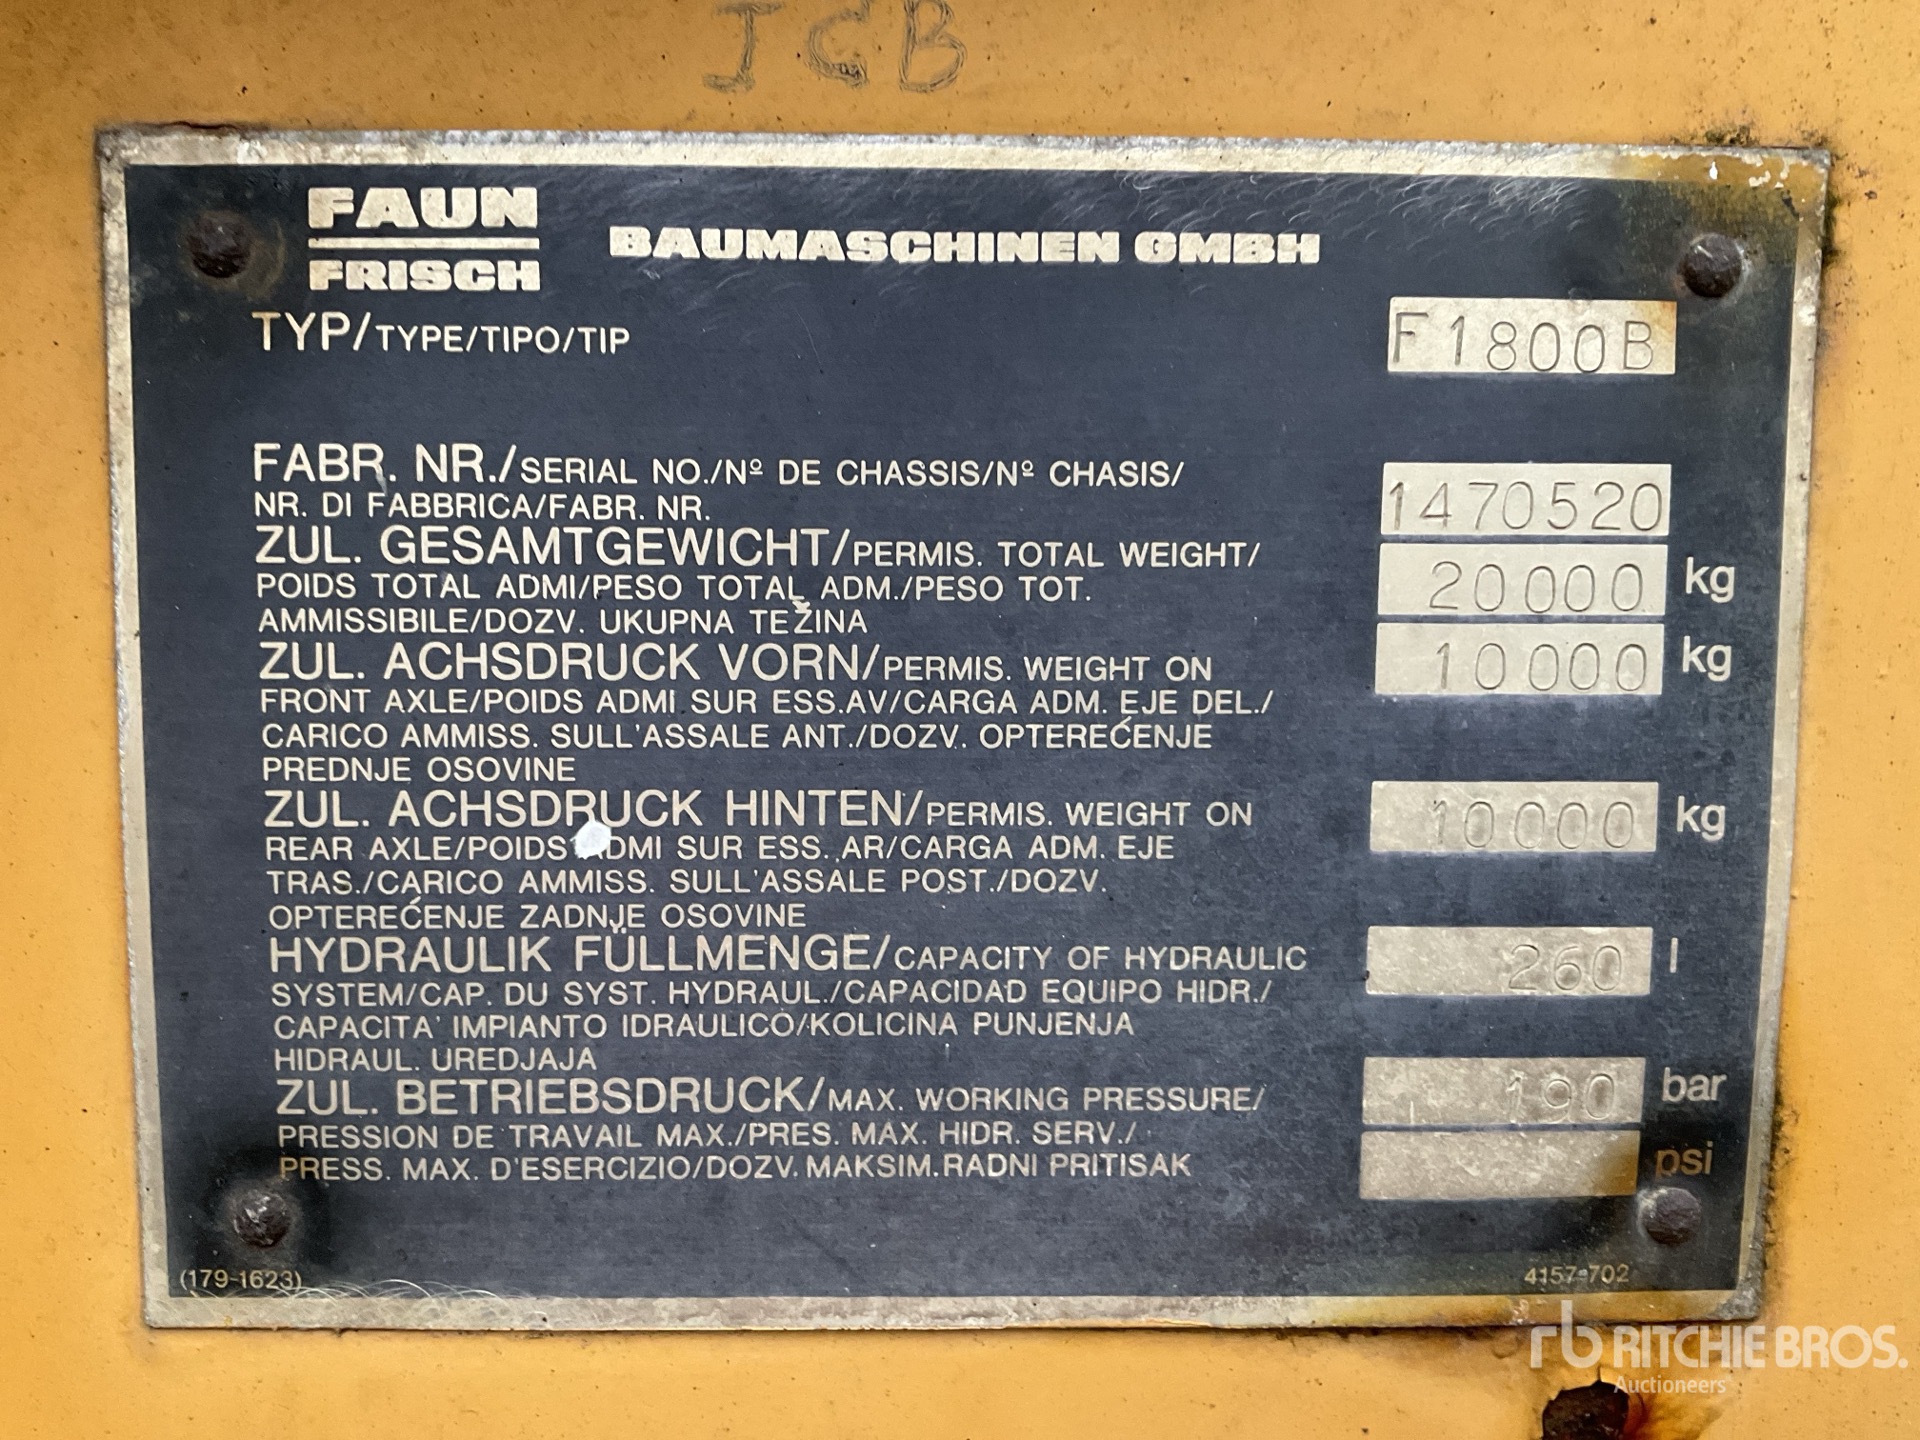 JCB
FAUN
FRISCH
BAUMASCHINEN GMBH
TYP/TYPE/TIPO/TIP
F1800B
FABR. NR./SERIAL NO./Nº DE CHASSIS/Nº CHASIS/
NR. DI FABBRICA/FABR. NR.
1470520
ZUL. GESAMTGEWICHT/PERMIS. TOTAL WEIGHT/
POIDS TOTAL ADMI/PESO TOTAL ADM./PESO TOT.
AMMISSIBILE/DOZV. UKUPNA TEŽINA
20000 kg
ZUL. ACHSDRUCK VORN/PERMIS. WEIGHT ON
FRONT AXLE/POIDS ADMI SUR ESS.AV/CARGA ADM. EJE DEL./
CARICO AMMISS. SULL'ASSALE ANT./DOZV. OPTEREĆENJE
PREDNJE OSOVINE
10000 kg
ZUL. ACHSDRUCK HINTEN/PERMIS. WEIGHT ON
REAR AXLE/POIDS ADMI SUR ESS. AR/CARGA ADM. EJE
TRAS./CARICO AMMISS. SULL'ASSALE POST./DOZV.
OPTEREĆENJE ZADNJE OSOVINE
10000 kg
HYDRAULIK FÜLLMENGE/CAPACITY OF HYDRAULIC
SYSTEM/CAP. DU SYST. HYDRAUL./CAPACIDAD EQUIPO HIDR./
CAPACITA' IMPIANTO IDRAULICO/KOLICINA PUNJENJA
HIDRAUL. UREDJAJA
260 l
ZUL. BETRIEBSDRUCK/MAX. WORKING PRESSURE/
PRESSION DE TRAVAIL MAX./PRES. MAX. HIDR. SERV./
PRESS. MAX. D'ESERCIZIO/DOZV. MAKSIM. RADNI PRITISAK
190 bar
psi
(179-1623)
4157-702
rb RITCHIE BROS.
Auctioneers